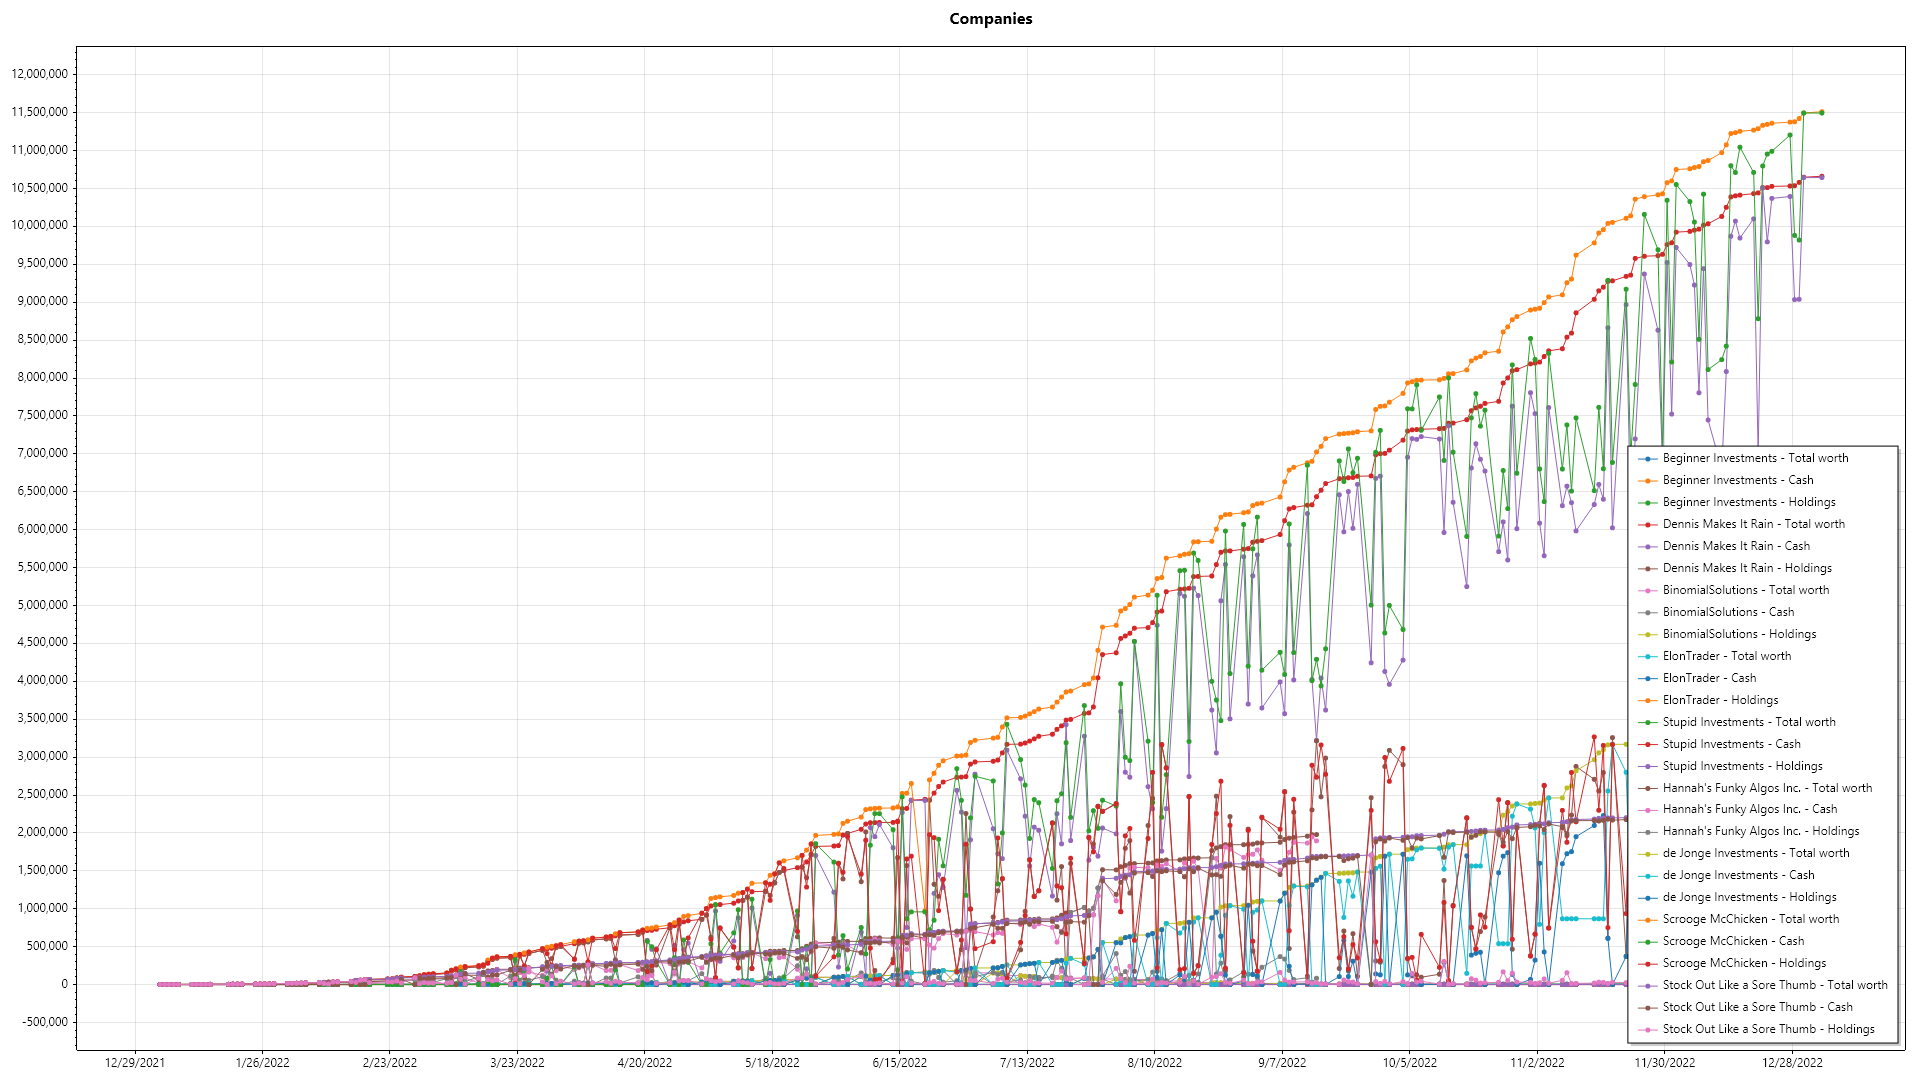 Companies
12,000,000
11,500,000
11,000,000
10,500,000
10,000,000
9,500,000
9,000,000
8,500,000
8,000,000
7,500,000
7,000,000
6,500,000
6,000,000
5,500,000
5,000,000
4,500,000
4,000,000
3,500,000
3,000,000
2,500,000
2,000,000
1,500,000
1,000,000
500,000
0
-500,000
12/29/2021 1/26/2022 2/23/2022 3/23/2022 4/20/2022 5/18/2022 6/15/2022 7/13/2022 8/10/2022 9/7/2022 10/5/2022 11/2/2022 11/30/2022 12/28/2022
Beginner Investments - Total worth
Beginner Investments - Cash
Beginner Investments - Holdings
Dennis Makes It Rain - Total worth
Dennis Makes It Rain - Cash
Dennis Makes It Rain - Holdings
BinomialSolutions - Total worth
BinomialSolutions - Cash
BinomialSolutions - Holdings
ElonTrader - Total worth
ElonTrader - Cash
ElonTrader - Holdings
Stupid Investments - Total worth
Stupid Investments - Cash
Stupid Investments - Holdings
Hannah's Funky Algos Inc. - Total worth
Hannah's Funky Algos Inc. - Cash
Hannah's Funky Algos Inc. - Holdings
de Jonge Investments - Total worth
de Jonge Investments - Cash
de Jonge Investments - Holdings
Scrooge McChicken - Total worth
Scrooge McChicken - Cash
Scrooge McChicken - Holdings
Stock Out Like a Sore Thumb - Total worth
Stock Out Like a Sore Thumb - Cash
Stock Out Like a Sore Thumb - Holdings